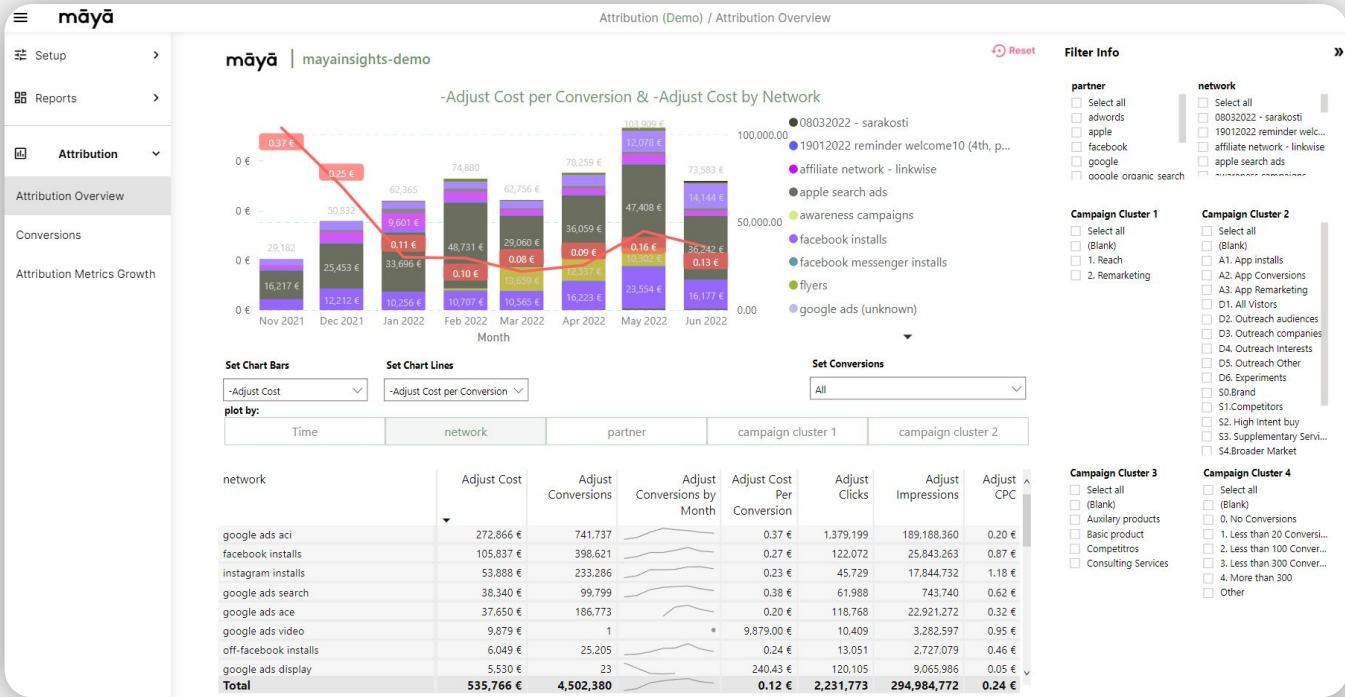 māyā
Attribution (Demo) / Attribution Overview
Setup
Reports
Attribution
Attribution Overview
Conversions
Attribution Metrics Growth
māyā | mayainsights-demo
Reset
-Adjust Cost per Conversion & -Adjust Cost by Network
103,909 €
100,000.00
12,078 €
0.37 €
0 €
78,259 €
74,880
73,583 €
0.25 €
62,365
62,756 €
14,144 €
50,832
47,408 €
0 €
9,601 €
50,000.00
36,059 €
29,182
0.11 €
48,731 €
29,060 €
0.16 €
36,242 €
0.09 €
0.08 €
0 €
25,453 €
33,696 €
0.10 €
12,537 €
10,302 €
0.13 €
16,217 €
13,659 €
23,554 €
12,212 €
10,256 €
10,707 €
10,565 €
16,223 €
16,177 €
0 €
0.00
Nov 2021 Dec 2021 Jan 2022 Feb 2022 Mar 2022 Apr 2022 May 2022 Jun 2022
Month
08032022 - sarakosti
19012022 reminder welcome10 (4th, p...
affiliate network - linkwise
apple search ads
awareness campaigns
facebook installs
facebook messenger installs
flyers
google ads (unknown)
Set Chart Bars
-Adjust Cost
Set Chart Lines
-Adjust Cost per Conversion
Set Conversions
All
plot by:
Time network partner campaign cluster 1 campaign cluster 2
network Adjust Cost Adjust Conversions Adjust Conversions by Month Adjust Cost Per Conversion Adjust Clicks Adjust Impressions Adjust CPC
google ads aci 272,866 € 741,737 0.37 € 1,379,199 189,188,360 0.20 €
facebook installs 105,837 € 398,621 0.27 € 122,072 25,843,263 0.87 €
instagram installs 53,888 € 233,286 0.23 € 45,729 17,844,732 1.18 €
google ads search 38,340 € 99,799 0.38 € 61,988 743,740 0.62 €
google ads ace 37,650 € 186,773 0.20 € 118,768 22,921,272 0.32 €
google ads video 9,879 € 1 9,879.00 € 10,409 3,282,597 0.95 €
off-facebook installs 6,049 € 25,205 0.24 € 13,051 2,727,079 0.46 €
google ads display 5,530 € 23 240.43 € 120,105 9,065,986 0.05 €
Total 535,766 € 4,502,380 0.12 € 2,231,773 294,984,772 0.24 €
Filter Info
partner
Select all
adwords
apple
facebook
google
google organic search
network
Select all
08032022 - sarakosti
19012022 reminder welc...
affiliate network - linkwise
apple search ads
awareness campaigns
Campaign Cluster 1
Select all
(Blank)
1. Reach
2. Remarketing
Campaign Cluster 2
Select all
(Blank)
A1. App installs
A2. App Conversions
A3. App Remarketing
D1. All Vistors
D2. Outreach audiences
D3. Outreach companies
D4. Outreach Interests
D5. Outreach Other
D6. Experiments
S0.Brand
S1.Competitors
S2. High Intent buy
S3. Supplementary Servi...
S4.Broader Market
Campaign Cluster 3
Select all
(Blank)
Auxilary products
Basic product
Competitros
Consulting Services
Campaign Cluster 4
Select all
(Blank)
0. No Conversions
1. Less than 20 Conversi...
2. Less than 100 Conver...
3. Less than 300 Conver...
4. More than 300
Other